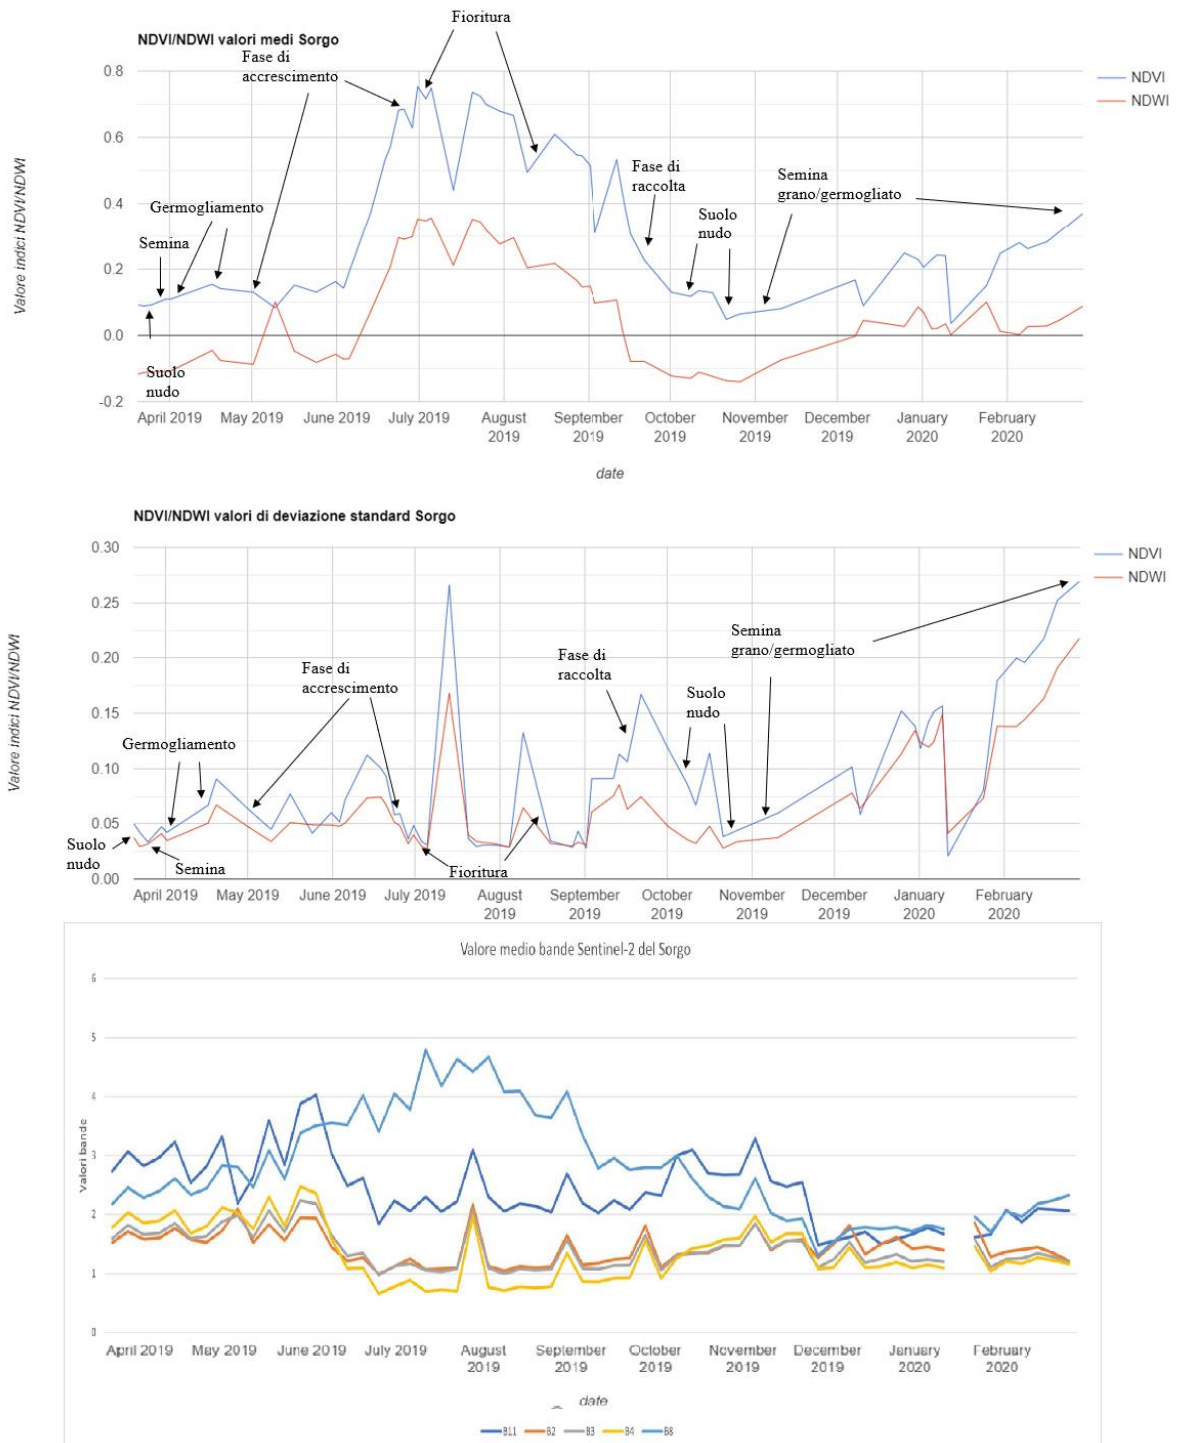 Fioritura
NDVI/NDWI valori medi Sorgo
Fase di
accrescimento
0.8
NDVI
NDWI
0.6
Fase di
raccolta
Semina
grano/germogliato
0.4
Germogliamento
Suolo
nudo
Semina
0.2
0.0
Suolo
nudo
-0.2
Valore indici NDVI/NDWI
April 2019 May 2019 June 2019 July 2019 August 2019 September 2019 October 2019 November 2019 December 2019 January 2020 February 2020
date
NDVI/NDWI valori di deviazione standard Sorgo
0.30
NDVI
NDWI
0.25
Semina
grano/germogliato
0.20
Fase di
raccolta
Fase di
accrescimento
Suolo
nudo
0.15
Germogliamento
0.10
0.05
Suolo
nudo
Semina
Fioritura
0.00
Valore indici NDVI/NDWI
April 2019 May 2019 June 2019 July 2019 August 2019 September 2019 October 2019 November 2019 December 2019 January 2020 February 2020
Valore medio bande Sentinel-2 del Sorgo
6
5
4
3
2
1
0
Valori bande
April 2019 May 2019 June 2019 July 2019 August 2019 September 2019 October 2019 November 2019 December 2019 January 2020 February 2020
date
B11 B2 B3 B4 B8